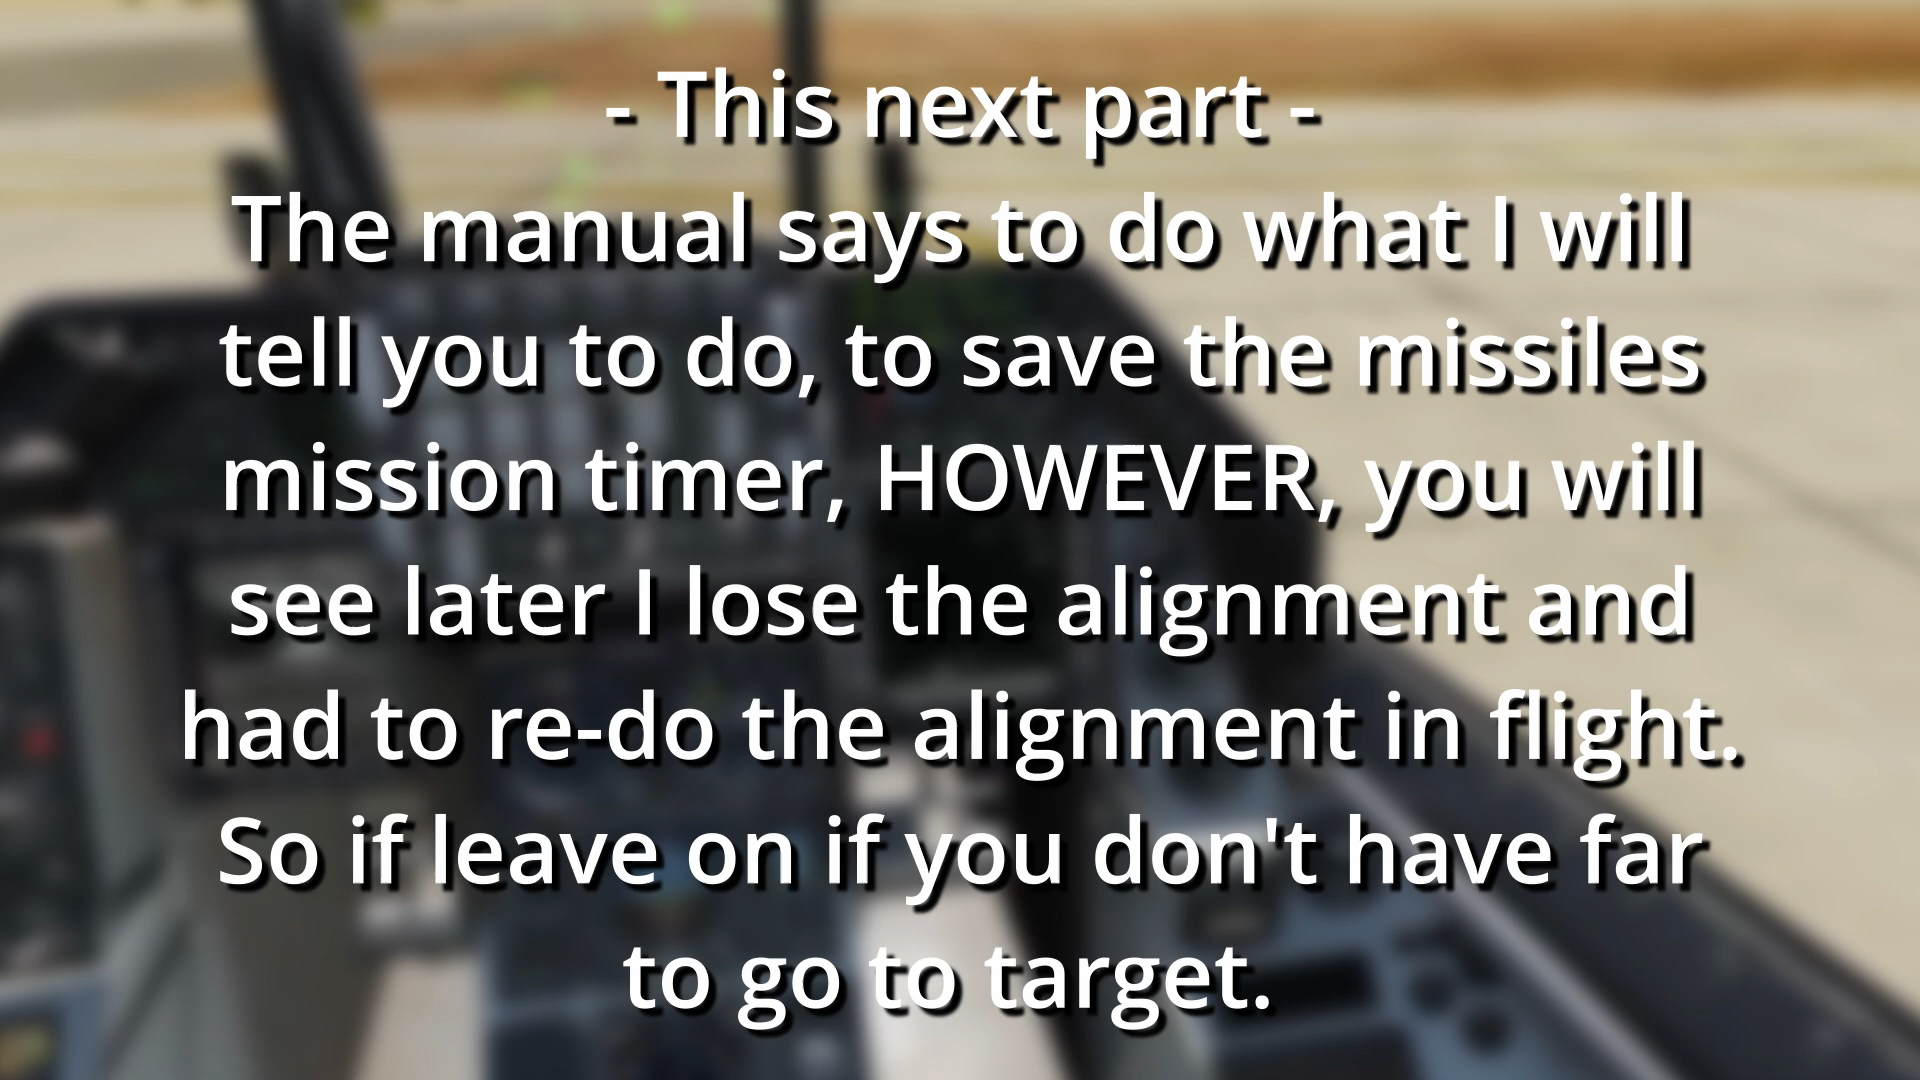 - This next part -
The manual says to do what I will
tell you to do, to save the missiles
mission timer, HOWEVER, you will
see later I lose the alignment and
had to re-do the alignment in flight.
So if leave on if you don't have far
to go to target.